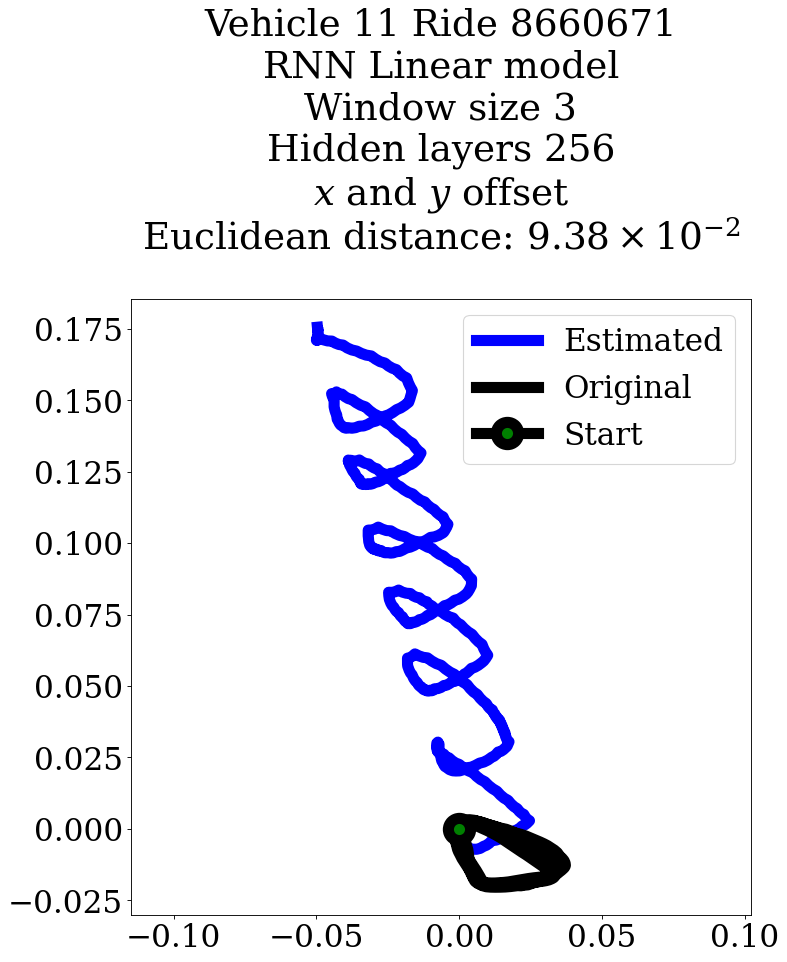 Vehicle 11 Ride 8660671
RNN Linear model
Window size 3
Hidden layers 256
x and y offset
Euclidean distance: 9.38 × 10⁻²
Estimated
Original
Start
0.175
0.150
0.125
0.100
0.075
0.050
0.025
0.000
−0.025
−0.10 −0.05 0.00 0.05 0.10